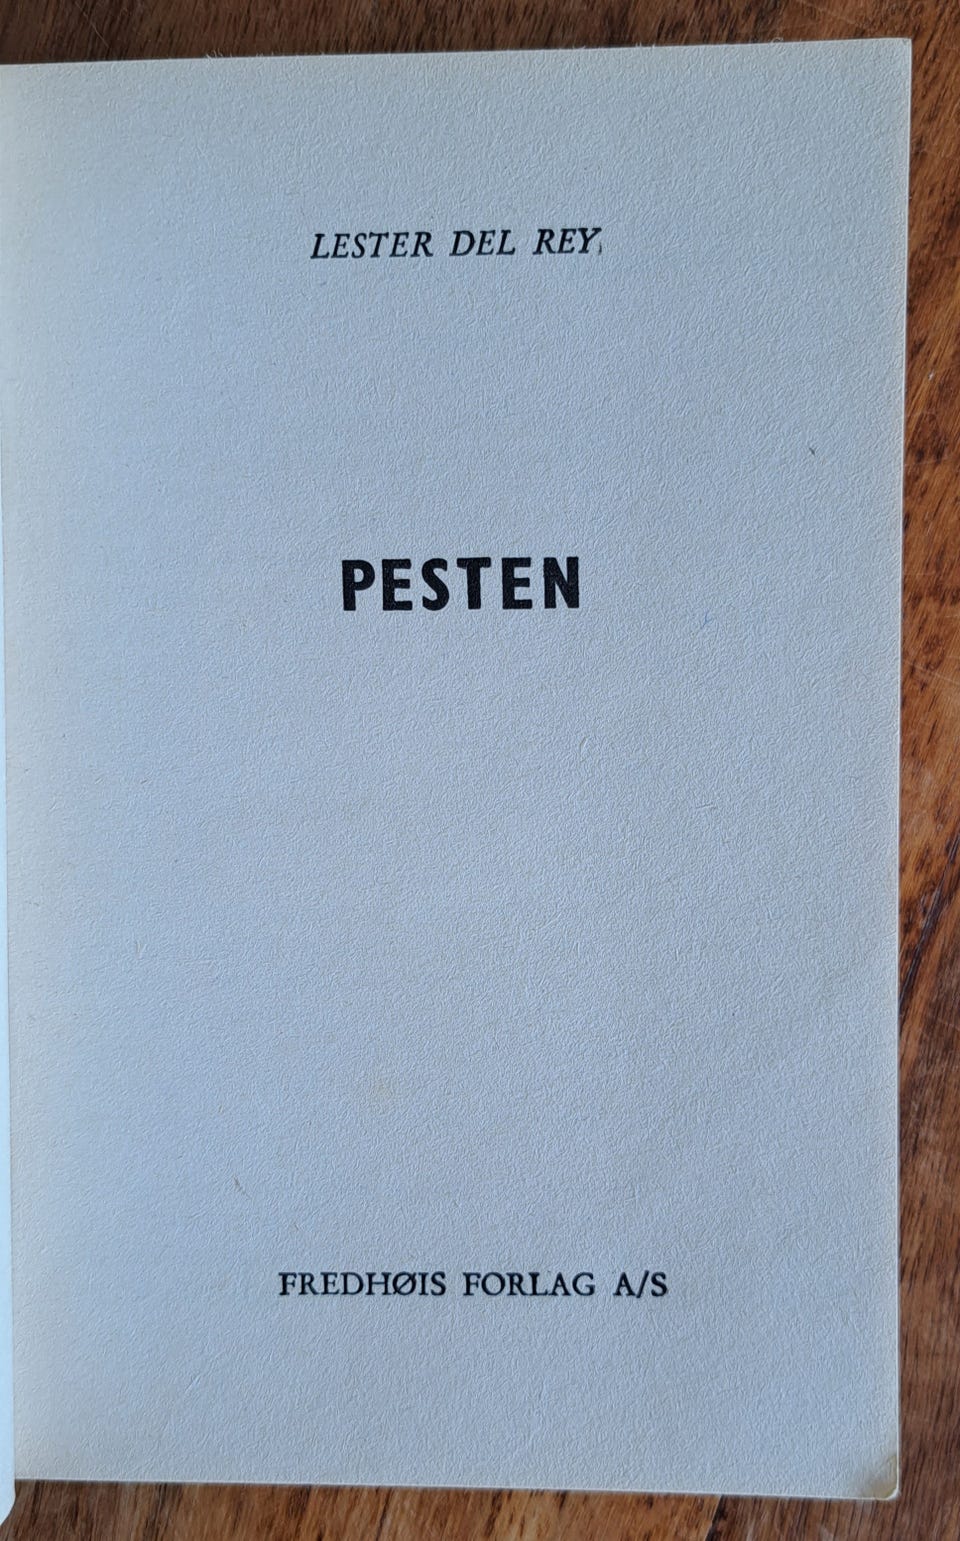 LESTER DEL REY
PESTEN
FREDHØIS FORLAG A/S